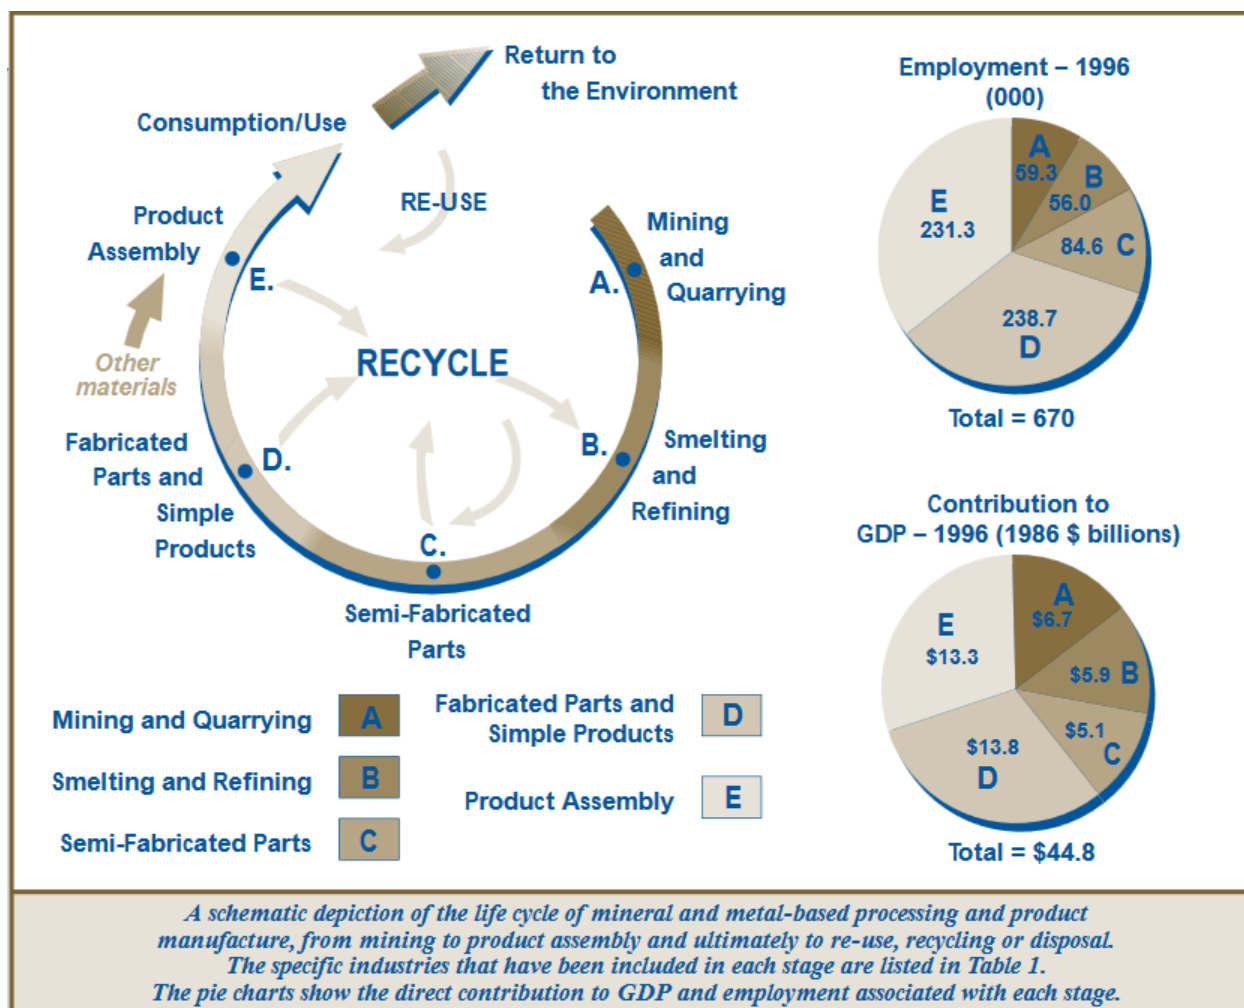 Return to
the Environment
Consumption/Use
RE-USE
Product
Assembly
E.
Other
materials
RECYCLE
Mining
and
Quarrying
A.
Fabricated
Parts and
Simple
Products
D.
B.
Smelting
and
Refining
C.
Semi-Fabricated
Parts
Mining and Quarrying
A
Smelting and Refining
B
Semi-Fabricated Parts
C
Fabricated Parts and
Simple Products
D
Product Assembly
E
Employment – 1996
(000)
A
59.3
B
56.0
84.6 C
238.7
D
E
231.3
Total = 670
Contribution to
GDP – 1996 (1986 $ billions)
A
$6.7
$5.9 B
$5.1
C
$13.8
D
E
$13.3
Total = $44.8
A schematic depiction of the life cycle of mineral and metal-based processing and product
manufacture, from mining to product assembly and ultimately to re-use, recycling or disposal.
The specific industries that have been included in each stage are listed in Table 1.
The pie charts show the direct contribution to GDP and employment associated with each stage.